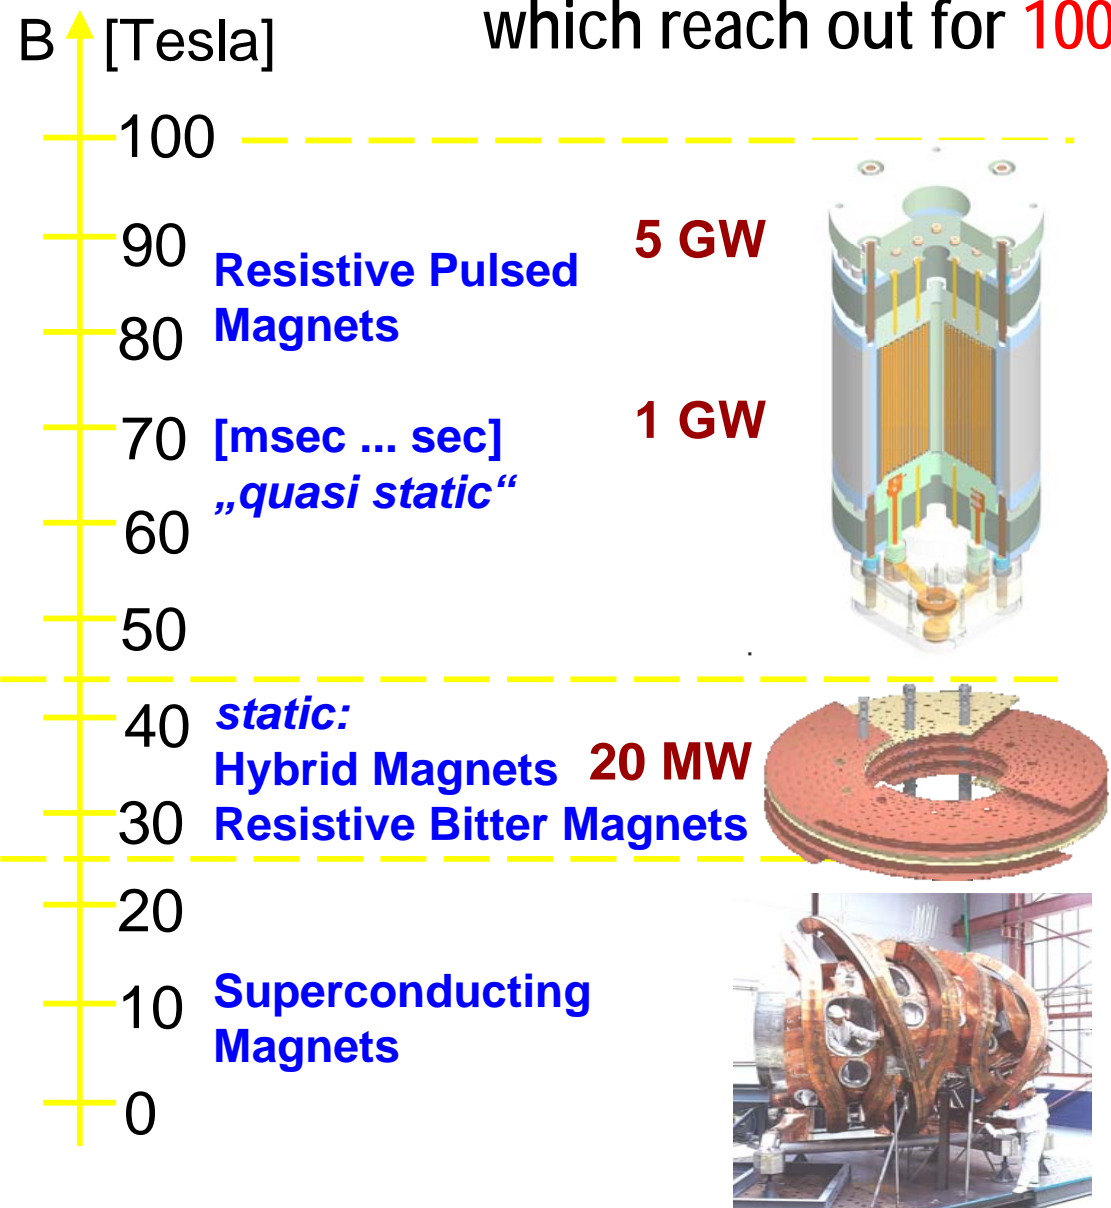 which reach out for 100
B [Tesla]
100
90
5 GW
Resistive Pulsed
Magnets
80
70
1 GW
[msec ... sec]
„quasi static“
60
50
static:
40
Hybrid Magnets 20 MW
30
Resistive Bitter Magnets
20
Superconducting
10
Magnets
0